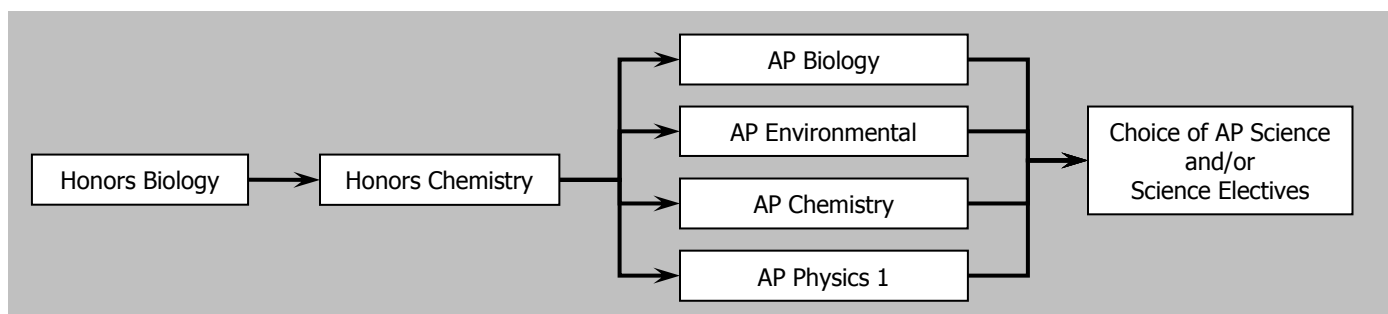 Honors Biology
Honors Chemistry
AP Biology
AP Environmental
AP Chemistry
AP Physics 1
Choice of AP Science
and/or
Science Electives